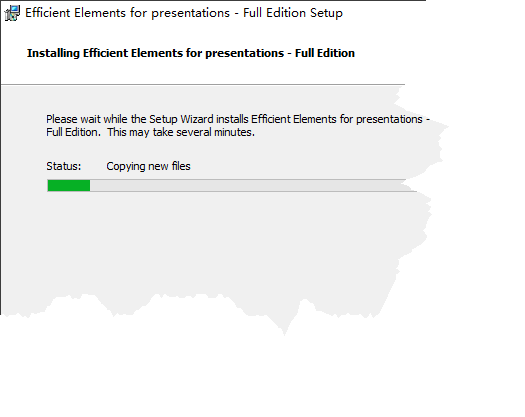 Efficient Elements for presentations - Full Edition Setup
Installing Efficient Elements for presentations - Full Edition
Please wait while the Setup Wizard installs Efficient Elements for presentations -
Full Edition. This may take several minutes.
Status: Copying new files